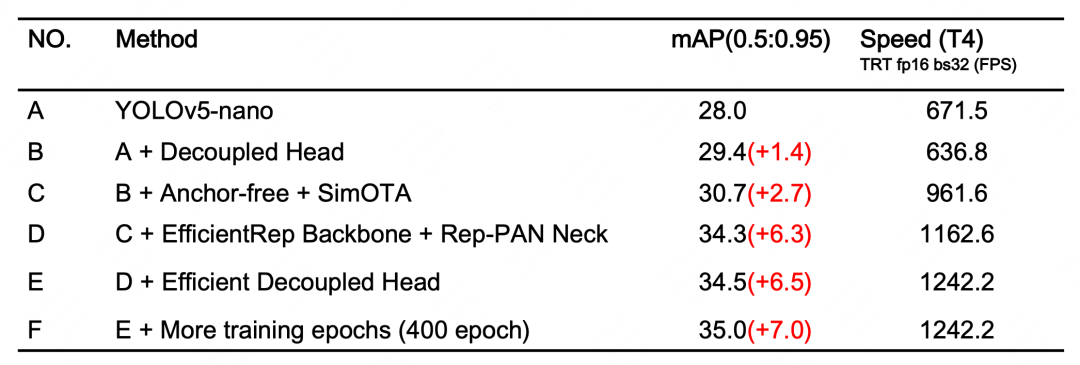 NO. Method mAP(0.5:0.95) Speed (T4)
TRT fp16 bs32 (FPS)
A YOLOv5-nano 28.0 671.5
B A + Decoupled Head 29.4(+1.4) 636.8
C B + Anchor-free + SimOTA 30.7(+2.7) 961.6
D C + EfficientRep Backbone + Rep-PAN Neck 34.3(+6.3) 1162.6
E D + Efficient Decoupled Head 34.5(+6.5) 1242.2
F E + More training epochs (400 epoch) 35.0(+7.0) 1242.2